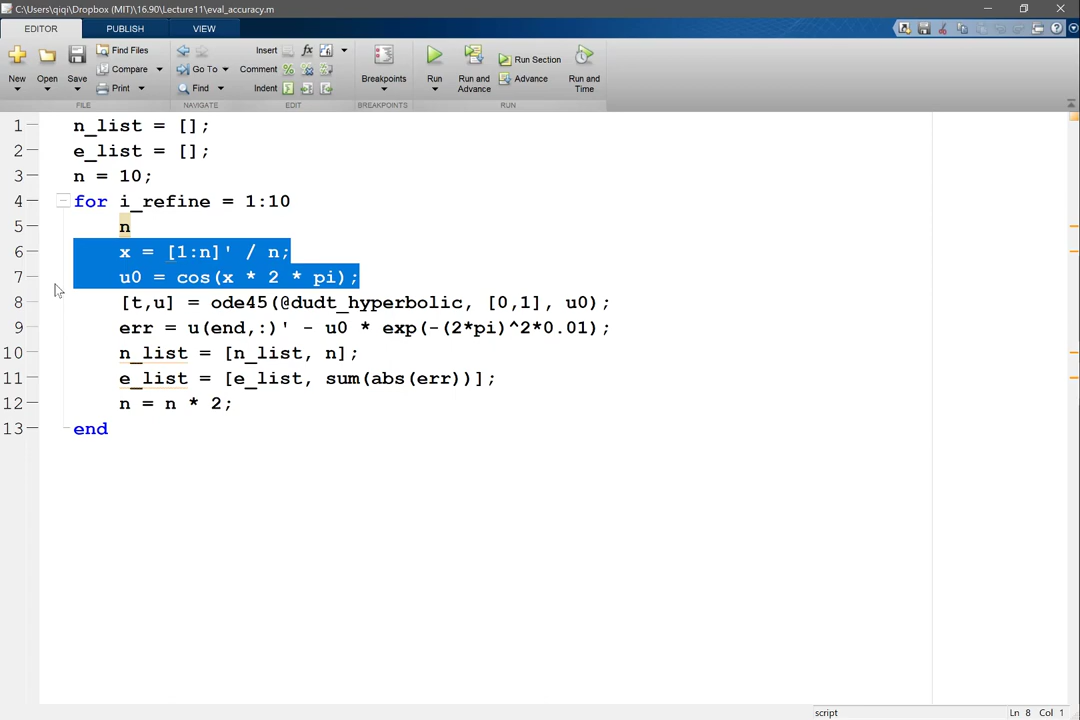 C:\Users\qiqi\Dropbox (MIT)\16.90\Lecture11\eval_accuracy.m
EDITOR PUBLISH VIEW
New Open Save Find Files Compare Print
Go To Find
Insert fx Comment Indent
Breakpoints
Run Run and Advance Run Section Advance Run and Time
FILE NAVIGATE EDIT BREAKPOINTS RUN
1 n_list = [];
2 e_list = [];
3 n = 10;
4 for i_refine = 1:10
5 n
6 x = [1:n]' / n;
7 u0 = cos(x * 2 * pi);
8 [t,u] = ode45(@dudt_hyperbolic, [0,1], u0);
9 err = u(end,:)' - u0 * exp(-(2*pi)^2*0.01);
10 n_list = [n_list, n];
11 e_list = [e_list, sum(abs(err))];
12 n = n * 2;
13 end
script Ln 8 Col 1